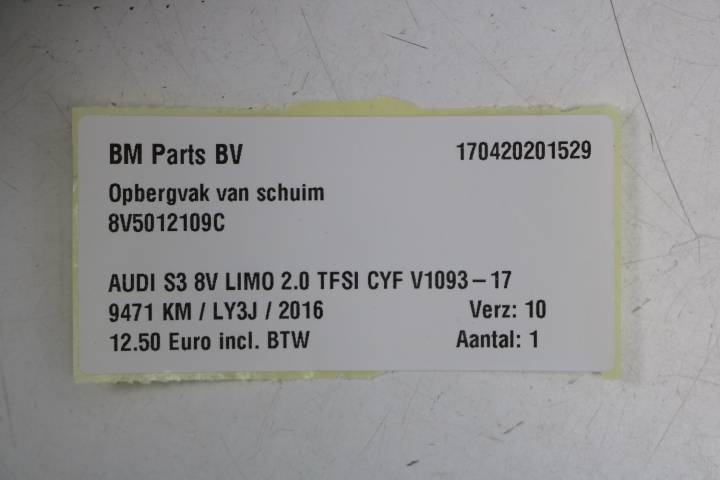 BM Parts BV 170420201529
Opbergvak van schuim
8V5012109C
AUDI S3 8V LIMO 2.0 TFSI CYF V1093-17
9471 KM / LY3J / 2016 Verz: 10
12.50 Euro incl. BTW Aantal: 1